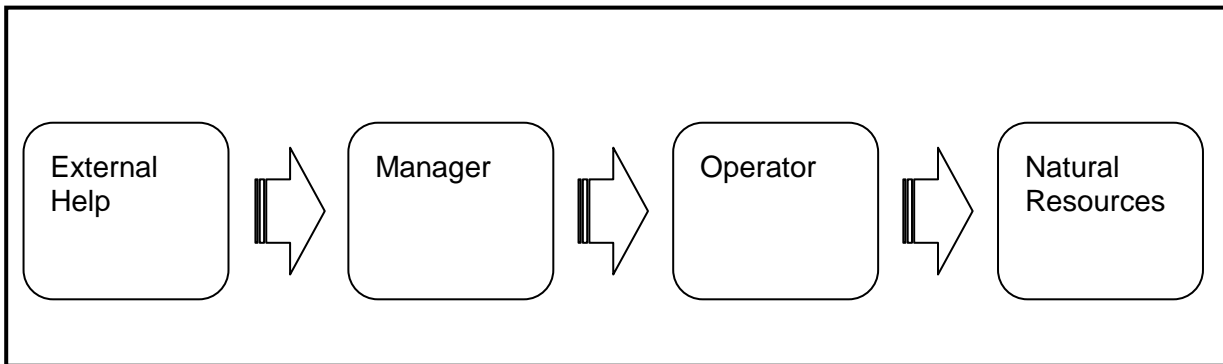 External
Help
Manager
Operator
Natural
Resources